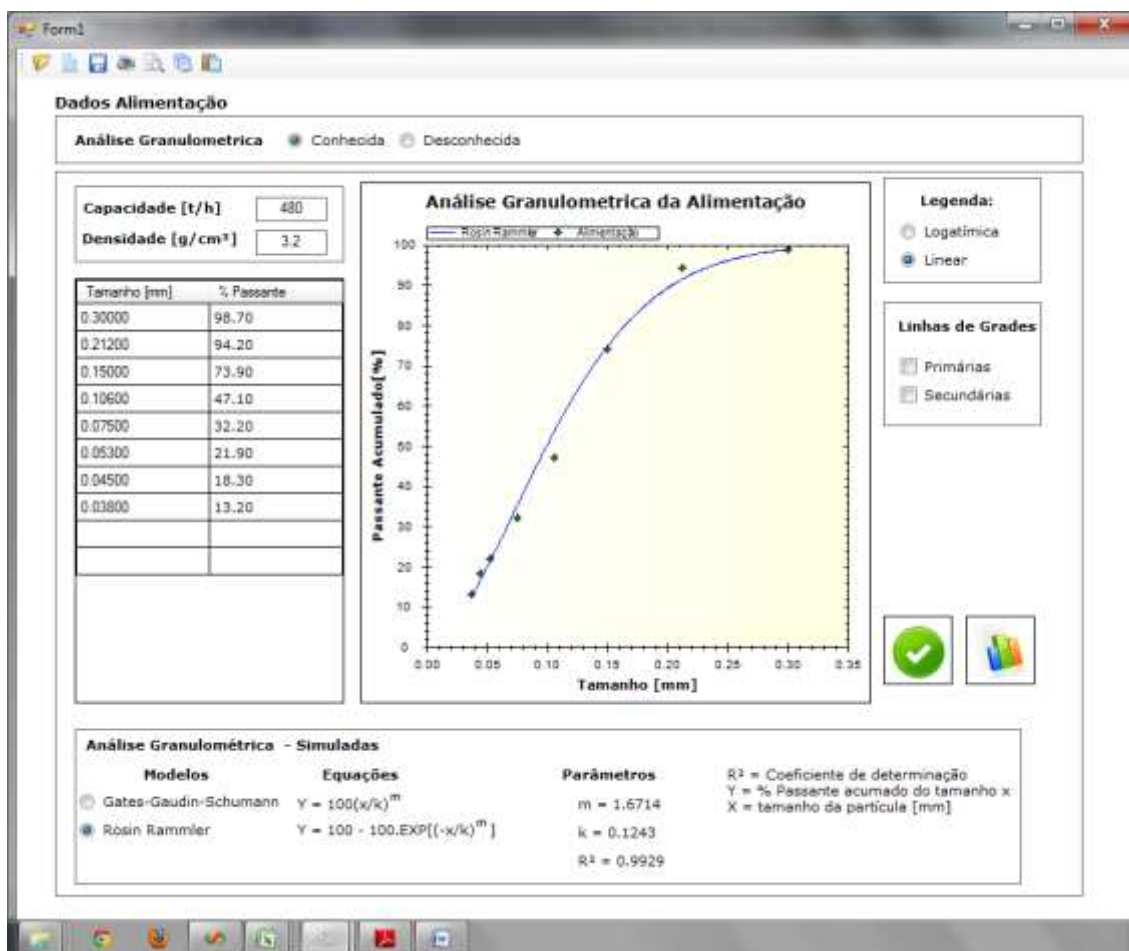 Form1
Dados Alimentação
Análise Granulometrica Conhecida Desconhecida
Capacidade [t/h] 480
Densidade [g/cm³] 3.2
Tamanho [mm] % Passante
0.30000 98.70
0.21200 94.20
0.15000 73.90
0.10600 47.10
0.07500 32.20
0.05300 21.90
0.04500 18.30
0.03800 13.20
Análise Granulometrica da Alimentação
Rosin Rammler Alimentação
Passante Acumulado[%]
100
90
80
70
60
50
40
30
20
10
0
0.00 0.05 0.10 0.15 0.20 0.25 0.30 0.35
Tamanho [mm]
Legenda:
Logatímica
Linear
Linhas de Grades
Primárias
Secundárias
Análise Granulométrica - Simuladas
Modelos Equações Parâmetros
Gates-Gaudin-Schumann Y = 100(x/k)^m m = 1.6714
Rosin Rammler Y = 100 - 100.EXP[(-x/k)^m] k = 0.1243
R² = 0.9929
R² = Coeficiente de determinação
Y = % Passante acumado do tamanho x
X = tamanho da partícula [mm]